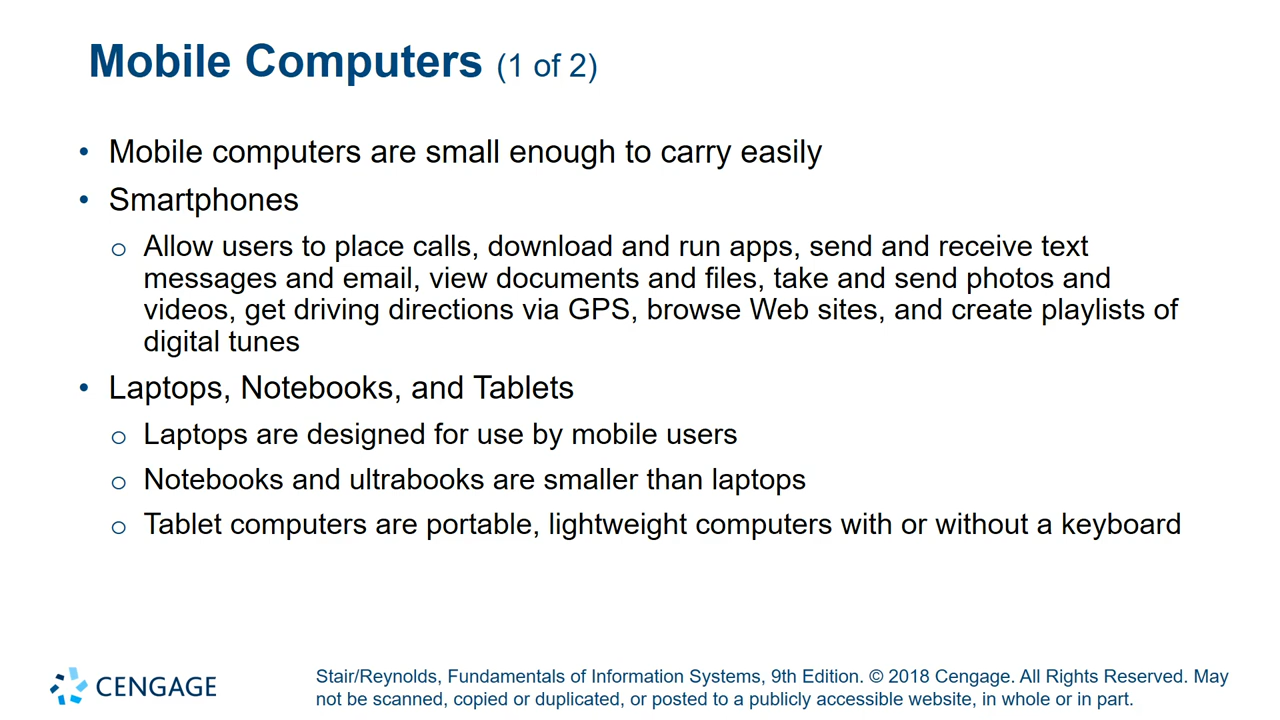 Mobile Computers (1 of 2)
• Mobile computers are small enough to carry easily
• Smartphones
o Allow users to place calls, download and run apps, send and receive text
messages and email, view documents and files, take and send photos and
videos, get driving directions via GPS, browse Web sites, and create playlists of
digital tunes
• Laptops, Notebooks, and Tablets
o Laptops are designed for use by mobile users
o Notebooks and ultrabooks are smaller than laptops
o Tablet computers are portable, lightweight computers with or without a keyboard
CENGAGE
Stair/Reynolds, Fundamentals of Information Systems, 9th Edition. © 2018 Cengage. All Rights Reserved. May
not be scanned, copied or duplicated, or posted to a publicly accessible website, in whole or in part.